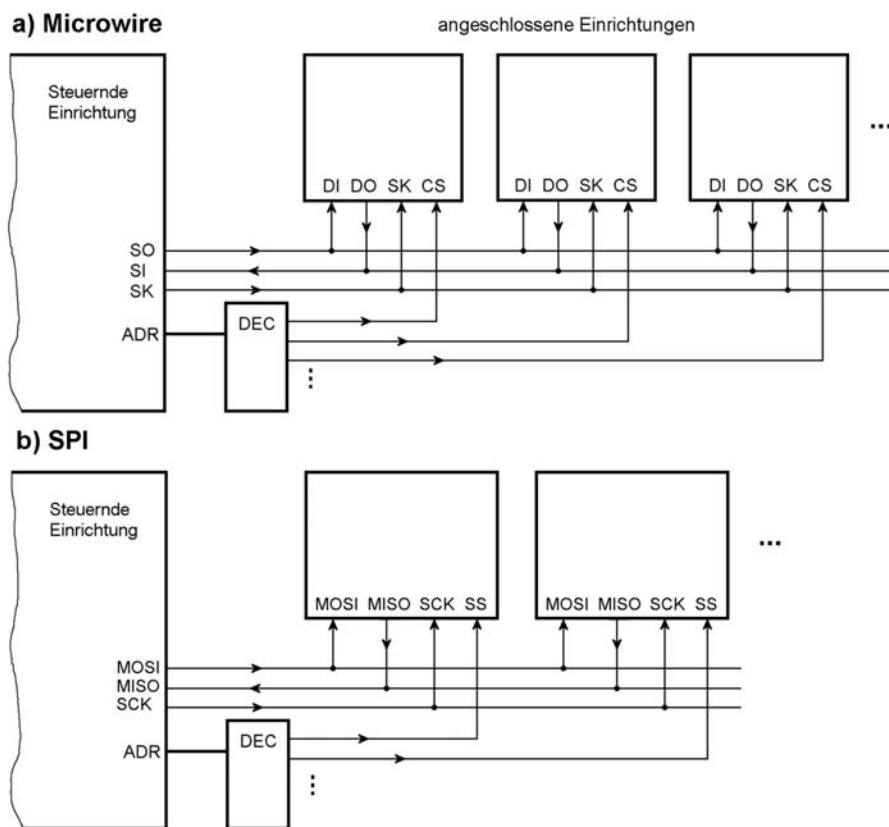 a) Microwire
angeschlossene Einrichtungen
Steuernde
Einrichtung
...
DI DO SK CS
DI DO SK CS
DI DO SK CS
SO
SI
SK
ADR
DEC
...
b) SPI
Steuernde
Einrichtung
...
MOSI MISO SCK SS
MOSI MISO SCK SS
MOSI
MISO
SCK
ADR
DEC
...